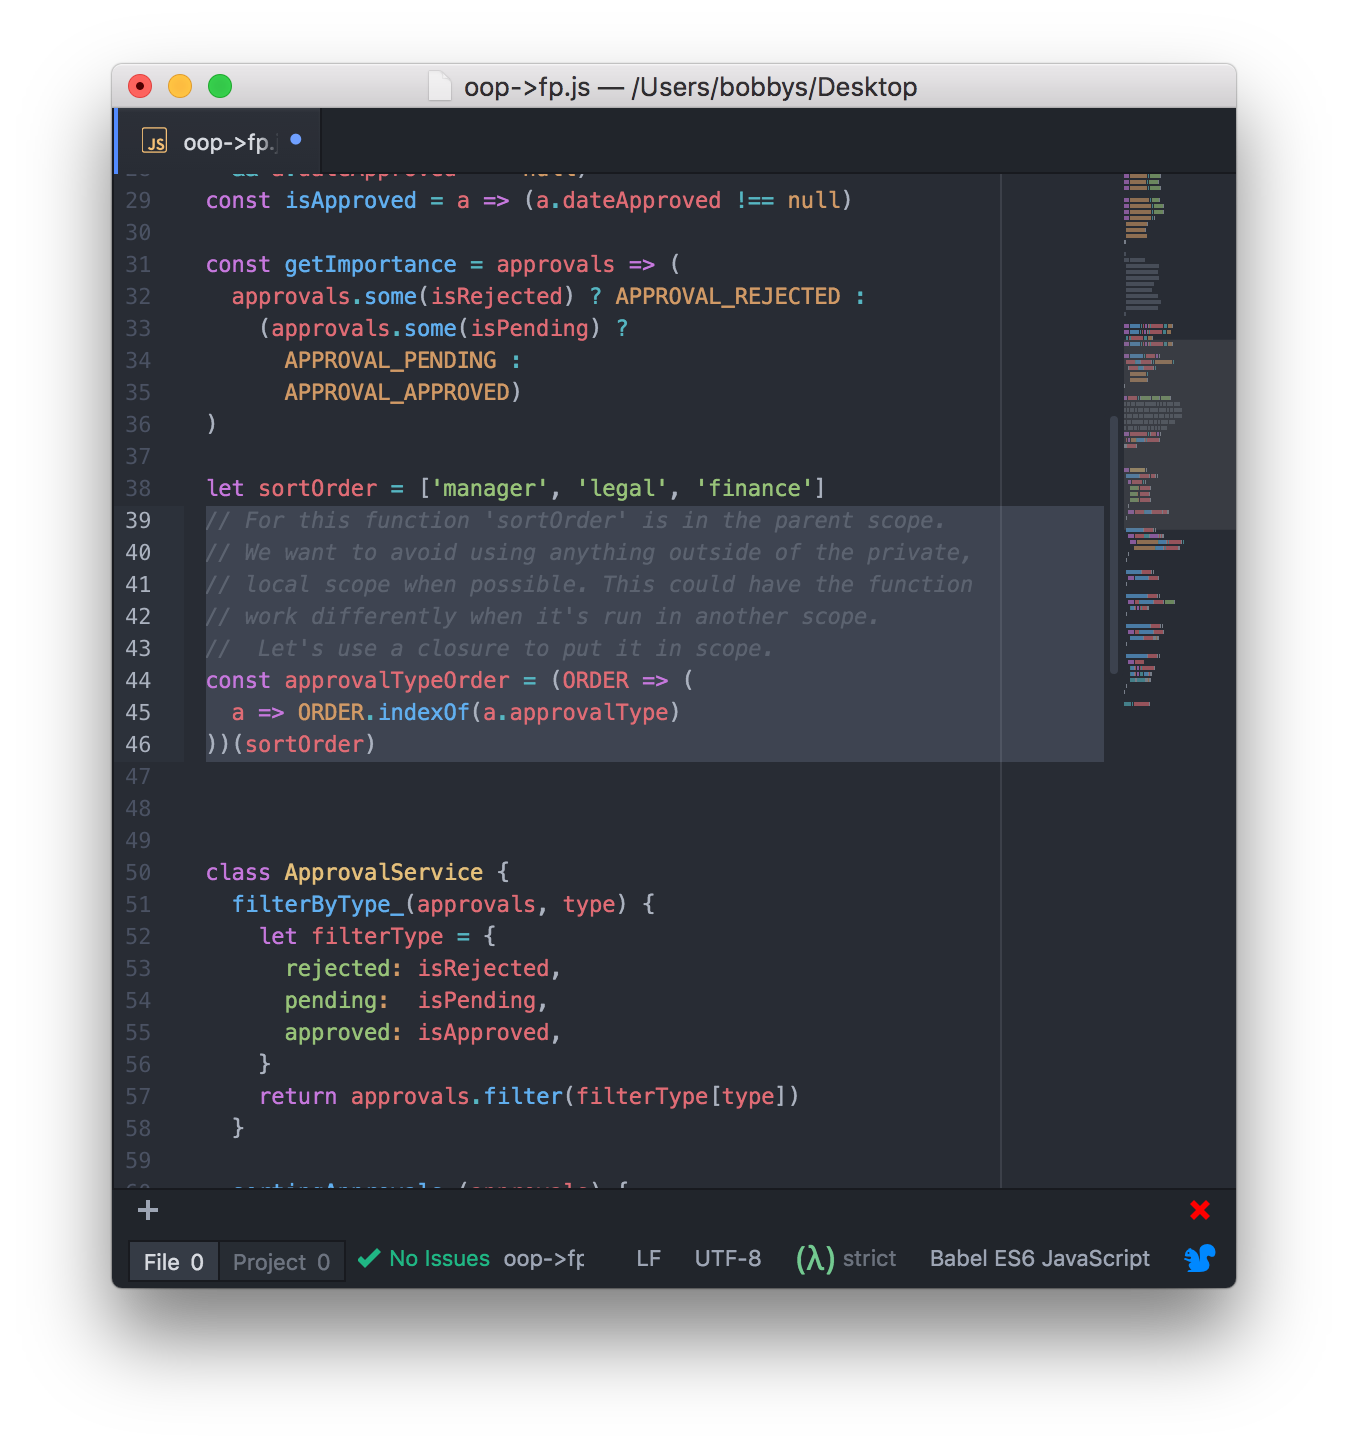 oop->fp.js — /Users/bobbys/Desktop
JS oop->fp.j
29 const isApproved = a => (a.dateApproved !== null)
30
31 const getImportance = approvals => (
32   approvals.some(isRejected) ? APPROVAL_REJECTED :
33     (approvals.some(isPending) ?
34       APPROVAL_PENDING :
35       APPROVAL_APPROVED)
36 )
37
38 let sortOrder = ['manager', 'legal', 'finance']
39 // For this function 'sortOrder' is in the parent scope.
40 // We want to avoid using anything outside of the private,
41 // local scope when possible. This could have the function
42 // work differently when it's run in another scope.
43 //  Let's use a closure to put it in scope.
44 const approvalTypeOrder = (ORDER => (
45   a => ORDER.indexOf(a.approvalType)
46 ))(sortOrder)
47
48
49
50 class ApprovalService {
51   filterByType_(approvals, type) {
52     let filterType = {
53       rejected: isRejected,
54       pending:  isPending,
55       approved: isApproved,
56     }
57     return approvals.filter(filterType[type])
58   }
59
File 0 Project 0 No Issues oop->fp LF UTF-8 (λ) strict Babel ES6 JavaScript